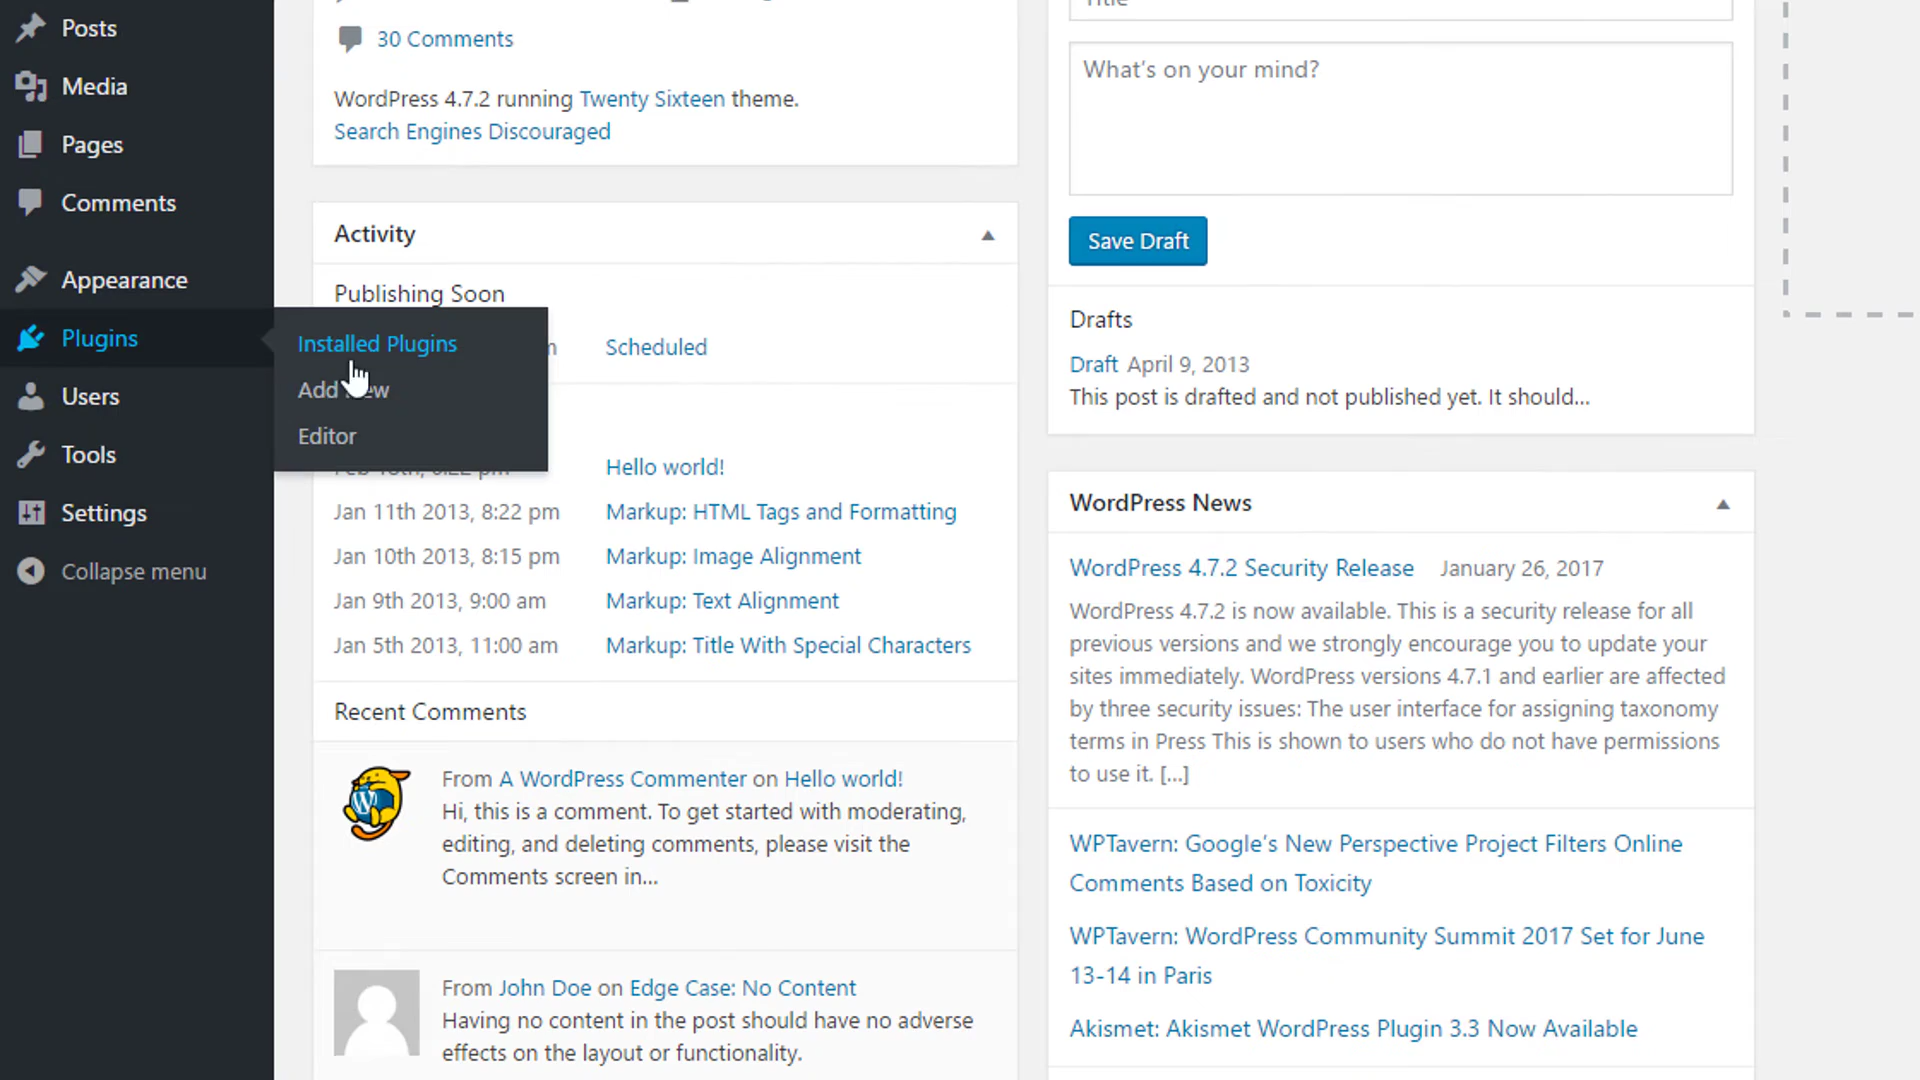 Posts
Media
Pages
Comments
Appearance
Plugins
Users
Tools
Settings
Collapse menu
Installed Plugins
Add
Editor
30 Comments
WordPress 4.7.2 running Twenty Sixteen theme.
Search Engines Discouraged
Activity
Publishing Soon
Scheduled
Hello world!
Jan 11th 2013, 8:22 pm Markup: HTML Tags and Formatting
Jan 10th 2013, 8:15 pm Markup: Image Alignment
Jan 9th 2013, 9:00 am Markup: Text Alignment
Jan 5th 2013, 11:00 am Markup: Title With Special Characters
Recent Comments
From A WordPress Commenter on Hello world!
Hi, this is a comment. To get started with moderating,
editing, and deleting comments, please visit the
Comments screen in...
From John Doe on Edge Case: No Content
Having no content in the post should have no adverse
effects on the layout or functionality.
Title
What's on your mind?
Save Draft
Drafts
Draft April 9, 2013
This post is drafted and not published yet. It should...
WordPress News
WordPress 4.7.2 Security Release January 26, 2017
WordPress 4.7.2 is now available. This is a security release for all
previous versions and we strongly encourage you to update your
sites immediately. WordPress versions 4.7.1 and earlier are affected
by three security issues: The user interface for assigning taxonomy
terms in Press This is shown to users who do not have permissions
to use it. [...]
WPTavern: Google's New Perspective Project Filters Online
Comments Based on Toxicity
WPTavern: WordPress Community Summit 2017 Set for June
13-14 in Paris
Akismet: Akismet WordPress Plugin 3.3 Now Available